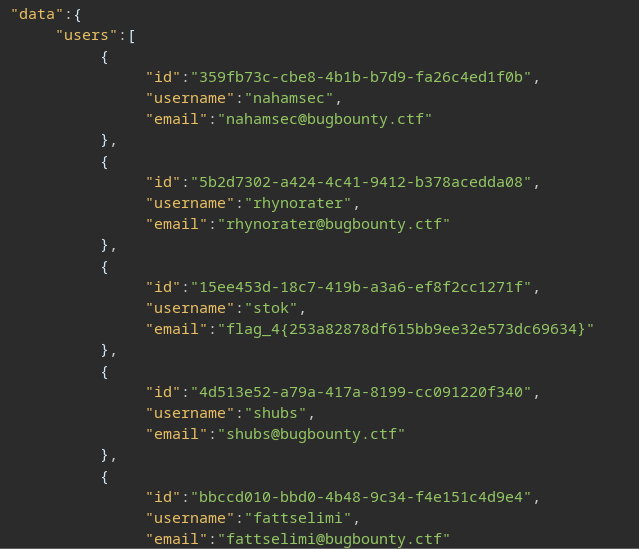 "data":{
"users":[
{
"id":"359fb73c-cbe8-4b1b-b7d9-fa26c4ed1f0b",
"username":"nahamsec",
"email":"nahamsec@bugbounty.ctf"
},
{
"id":"5b2d7302-a424-4c41-9412-b378acedda08",
"username":"rhynorater",
"email":"rhynorater@bugbounty.ctf"
},
{
"id":"15ee453d-18c7-419b-a3a6-ef8f2cc1271f",
"username":"stok",
"email":"flag_4{253a82878df615bb9ee32e573dc69634}"
},
{
"id":"4d513e52-a79a-417a-8199-cc091220f340",
"username":"shubs",
"email":"shubs@bugbounty.ctf"
},
{
"id":"bbccd010-bbd0-4b48-9c34-f4e151c4d9e4",
"username":"fattselimi",
"email":"fattselimi@bugbounty.ctf"